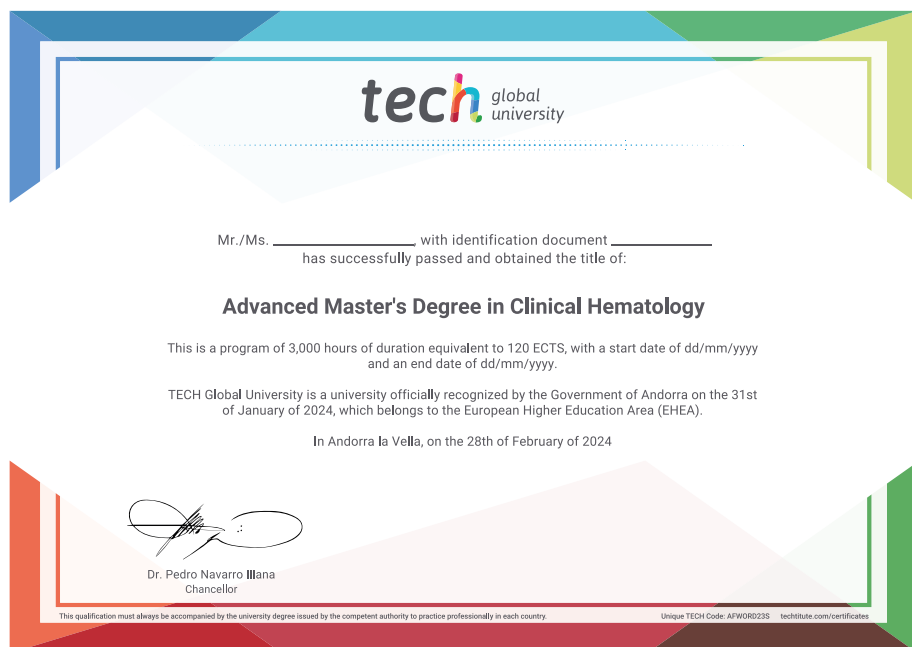 tech global
university
Mr./Ms. ____________, with identification document ____________
has successfully passed and obtained the title of:
Advanced Master's Degree in Clinical Hematology
This is a program of 3,000 hours of duration equivalent to 120 ECTS, with a start date of dd/mm/yyyy
and an end date of dd/mm/yyyy.
TECH Global University is a university officially recognized by the Government of Andorra on the 31st
of January of 2024, which belongs to the European Higher Education Area (EHEA).
In Andorra la Vella, on the 28th of February of 2024
Dr. Pedro Navarro Illana
Chancellor
This qualification must always be accompanied by the university degree issued by the competent authority to practice professionally in each country.
Unique TECH Code: AFWORD23S techtitute.com/certificates